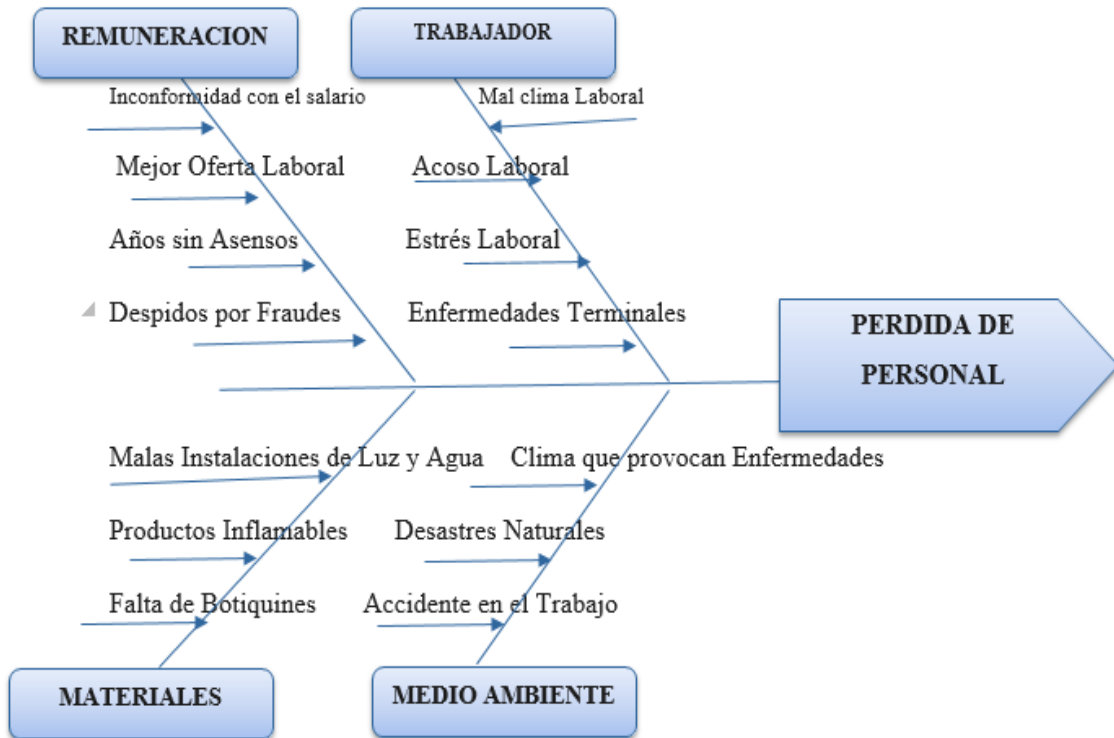 REMUNERACION
TRABAJADOR
Inconformidad con el salario
Mal clima Laboral
Mejor Oferta Laboral
Acoso Laboral
Años sin Asensos
Estrés Laboral
Despidos por Fraudes
Enfermedades Terminales
PERDIDA DE
PERSONAL
Malas Instalaciones de Luz y Agua
Clima que provocan Enfermedades
Productos Inflamables
Desastres Naturales
Falta de Botiquines
Accidente en el Trabajo
MATERIALES
MEDIO AMBIENTE